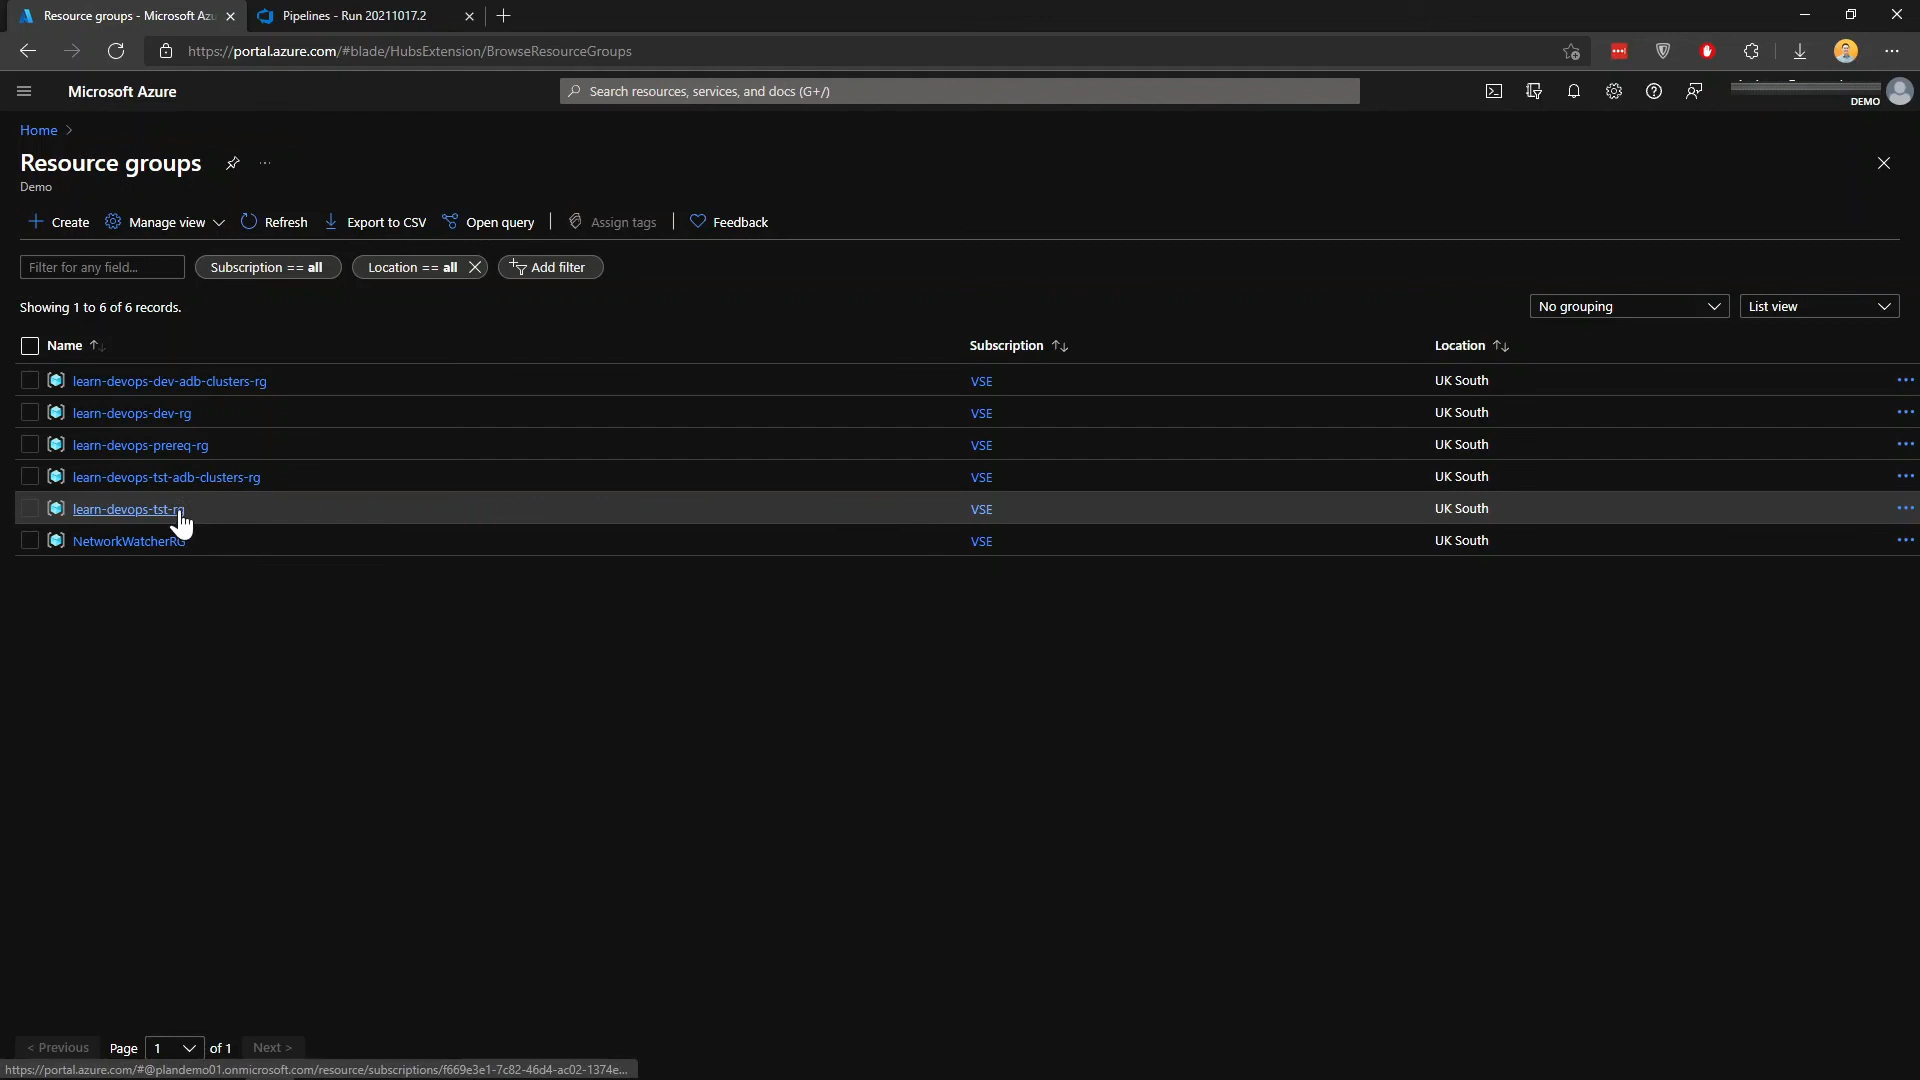 Resource groups - Microsoft Azu
Pipelines - Run 20211017.2
https://portal.azure.com/#blade/HubsExtension/BrowseResourceGroups
Microsoft Azure
Search resources, services, and docs (G+/)
DEMO
Home
Resource groups
Demo
Create
Manage view
Refresh
Export to CSV
Open query
Assign tags
Feedback
Filter for any field...
Subscription == all
Location == all
Add filter
Showing 1 to 6 of 6 records.
No grouping
List view
Name
Subscription
Location
learn-devops-dev-adb-clusters-rg
VSE
UK South
learn-devops-dev-rg
VSE
UK South
learn-devops-prereq-rg
VSE
UK South
learn-devops-tst-adb-clusters-rg
VSE
UK South
learn-devops-tst-rg
VSE
UK South
NetworkWatcherRG
VSE
UK South
< Previous
Page
1
of 1
Next >
https://portal.azure.com/#@plandemo01.onmicrosoft.com/resource/subscriptions/f669e3e1-7c82-46d4-ac02-1374e...